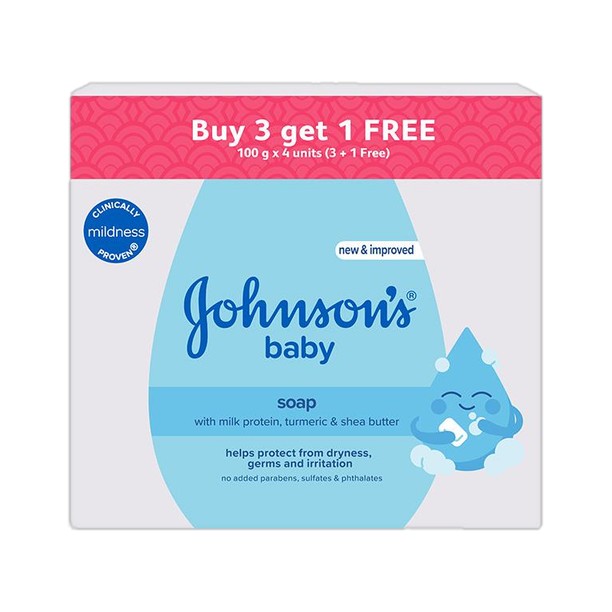 Buy 3 get 1 FREE
100 g x 4 units (3 + 1 Free)
CLINICALLY
mildness
PROVEN®
new & improved
Johnson's®
baby
soap
with milk protein, turmeric & shea butter
helps protect from dryness,
germs and irritation
no added parabens, sulfates & phthalates